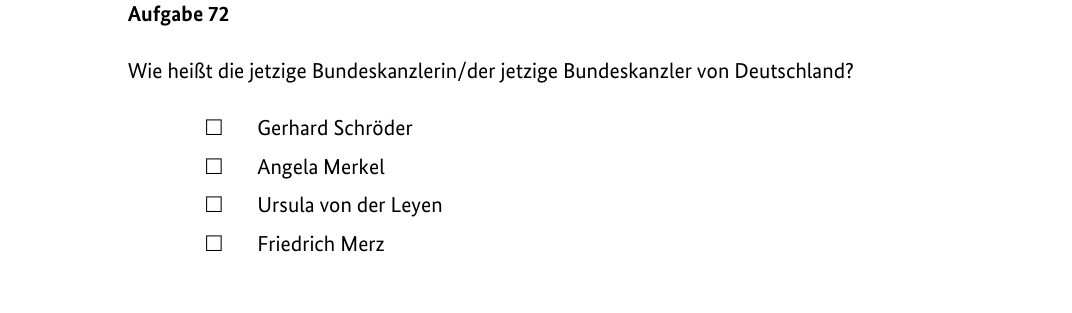 Aufgabe 72
Wie heißt die jetzige Bundeskanzlerin/der jetzige Bundeskanzler von Deutschland?
☐ Gerhard Schröder
☐ Angela Merkel
☐ Ursula von der Leyen
☐ Friedrich Merz